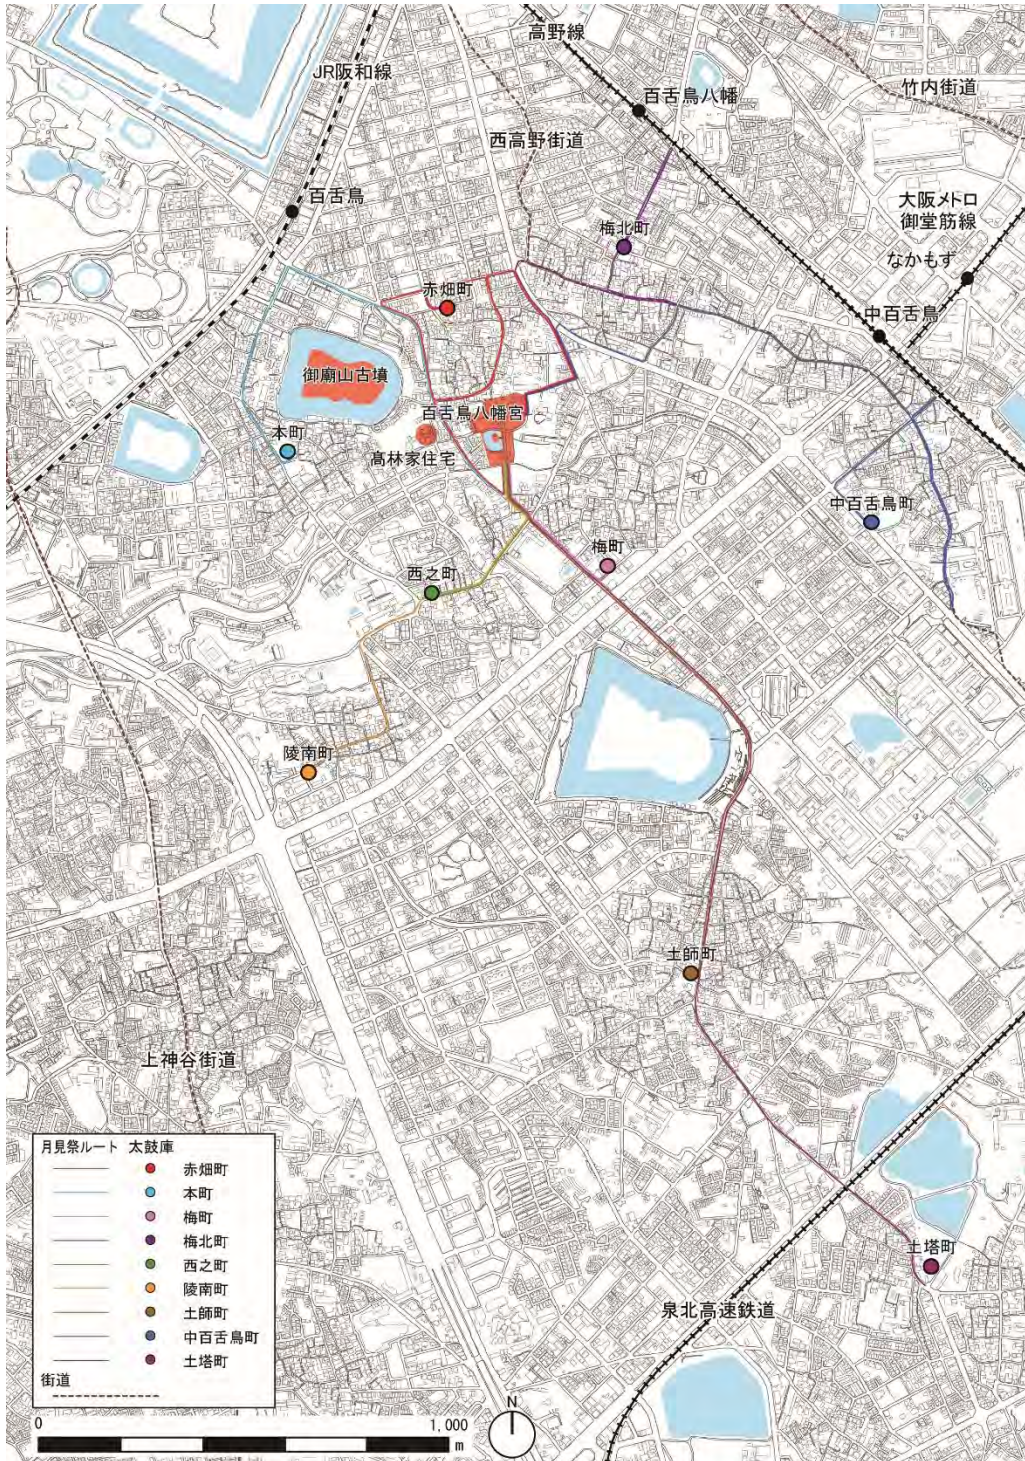 高野線
JR阪和線
竹内街道
百舌鳥八幡
西高野街道
百舌鳥
大阪メトロ
御堂筋線
梅北町
なかもず
赤畑町
中百舌鳥
御廟山古墳
百舌鳥八幡宮
本町
髙林家住宅
中百舌鳥町
梅町
西之町
陵南町
土師町
上神谷街道
土塔町
泉北高速鉄道
月見祭ルート 太鼓庫
赤畑町
本町
梅町
梅北町
西之町
陵南町
土師町
中百舌鳥町
土塔町
街道
N
0 1,000
m